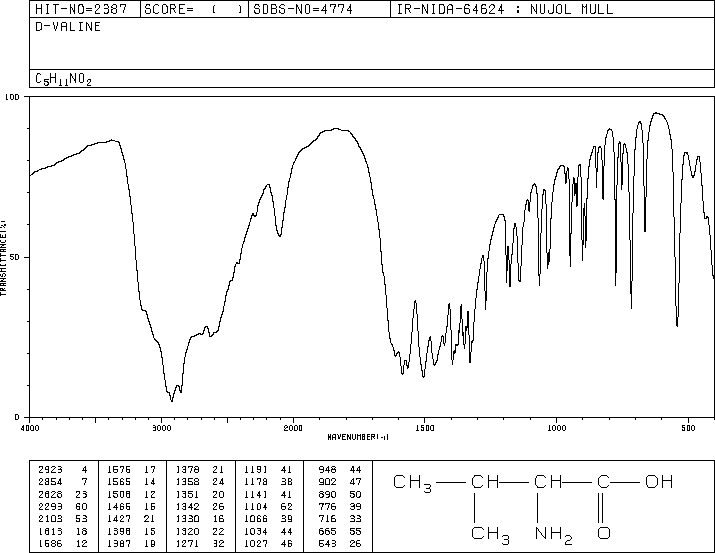 HIT-NO=2387 SCORE= ( ) SDBS-NO=4774 IR-NIDA-64624 : NUJOL MULL
D-VALINE
C5H11NO2
100
50
0
TRANSMITTANCE(%)
4000 3000 2000 1500 1000 500
WAVENUMBER(-1)
2923 4 1576 17 1378 21 1191 41 948 44
2854 7 1565 14 1358 24 1178 38 902 47
2628 23 1508 12 1351 20 1141 41 890 50
2293 60 1466 16 1342 26 1104 62 776 39
2103 53 1427 21 1330 16 1066 39 716 33
1613 18 1398 15 1320 22 1034 44 665 55
1586 12 1387 19 1271 32 1027 46 543 26
CH3 CH CH C OH
CH3 NH2 O